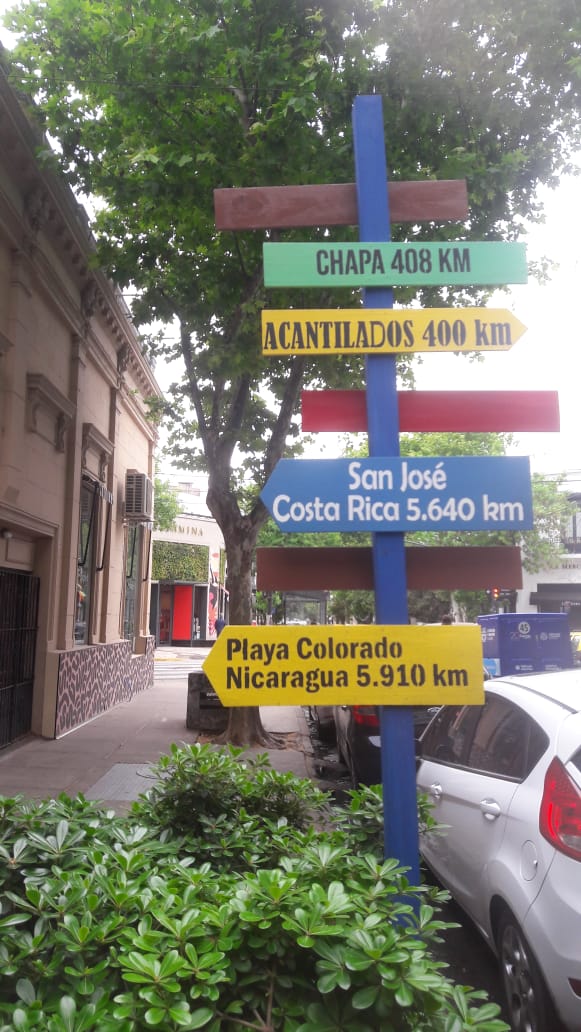 CHAPA 408 KM
ACANTILADOS 400 km
San José
Costa Rica 5.640 km
Playa Colorado
Nicaragua 5.910 km
45